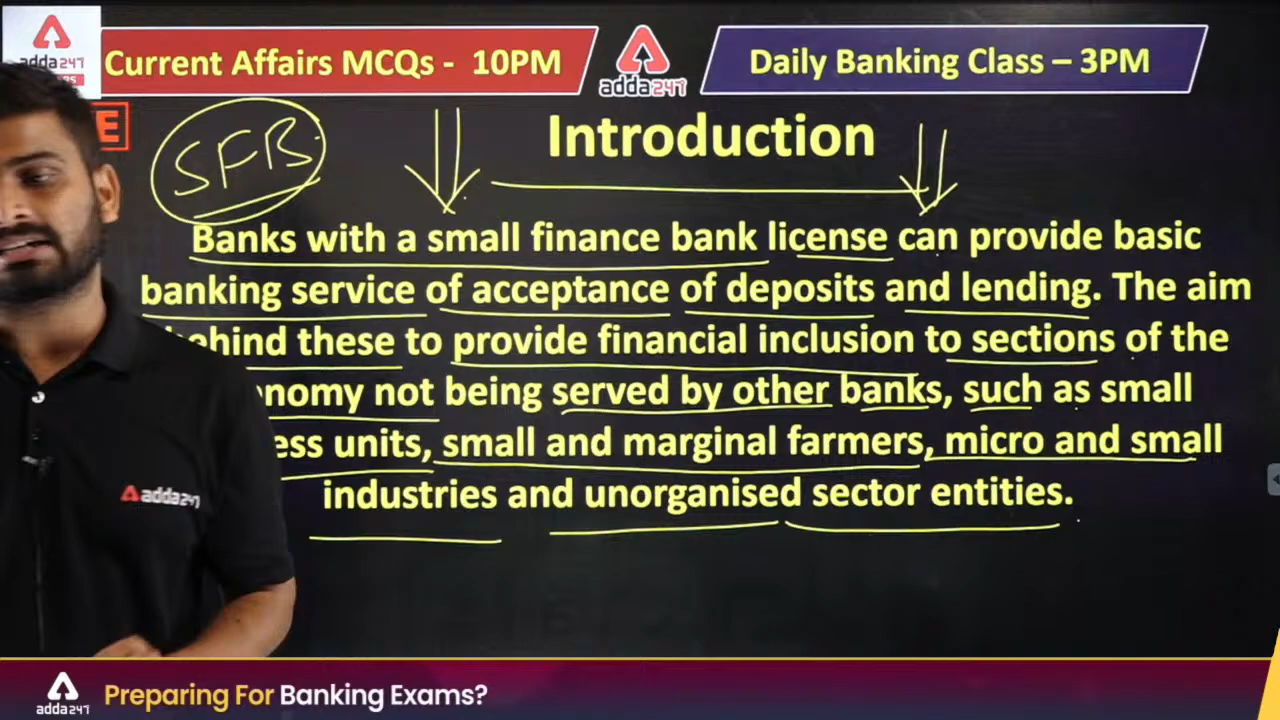 adda247
Current Affairs MCQs - 10PM
adda247
Daily Banking Class – 3PM
E
SFB
Introduction
Banks with a small finance bank license can provide basic
banking service of acceptance of deposits and lending. The aim
ehind these to provide financial inclusion to sections of the
nomy not being served by other banks, such as small
ess units, small and marginal farmers, micro and small
industries and unorganised sector entities.
adda247
adda247
Preparing For Banking Exams?